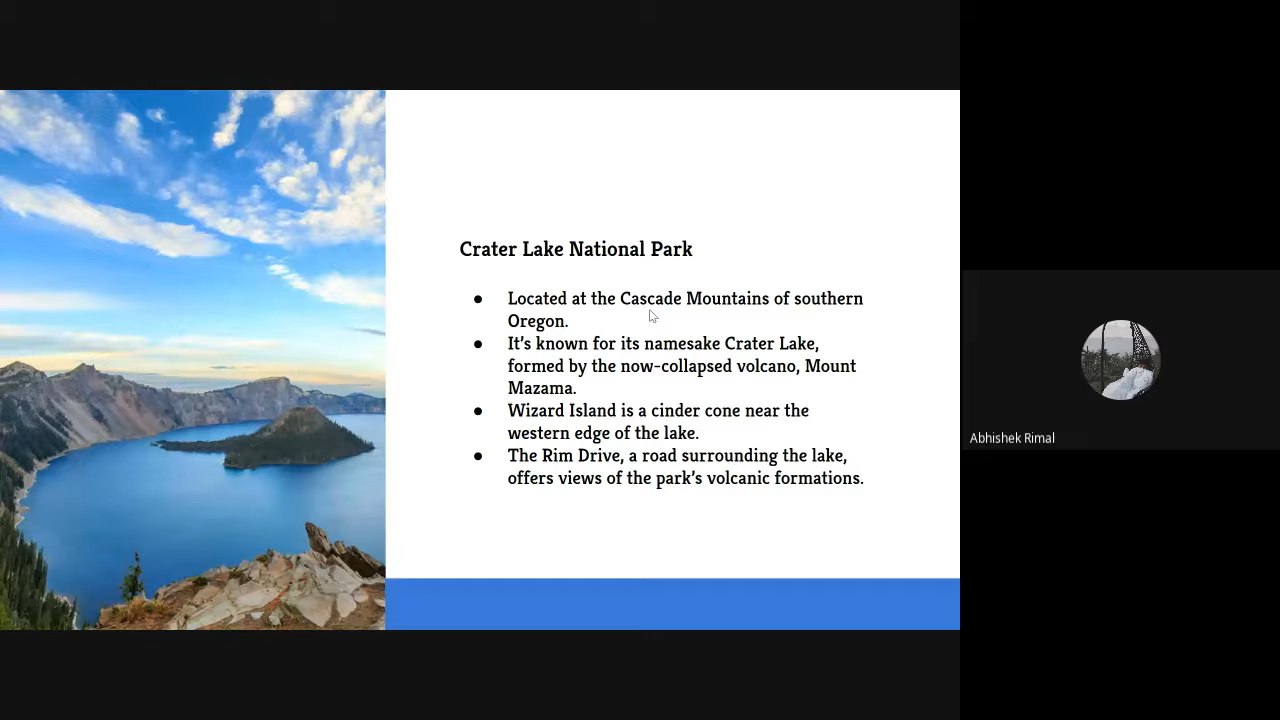 Crater Lake National Park
● Located at the Cascade Mountains of southern
Oregon.
● It’s known for its namesake Crater Lake,
formed by the now-collapsed volcano, Mount
Mazama.
● Wizard Island is a cinder cone near the
western edge of the lake.
● The Rim Drive, a road surrounding the lake,
offers views of the park’s volcanic formations.
Abhishek Rimal